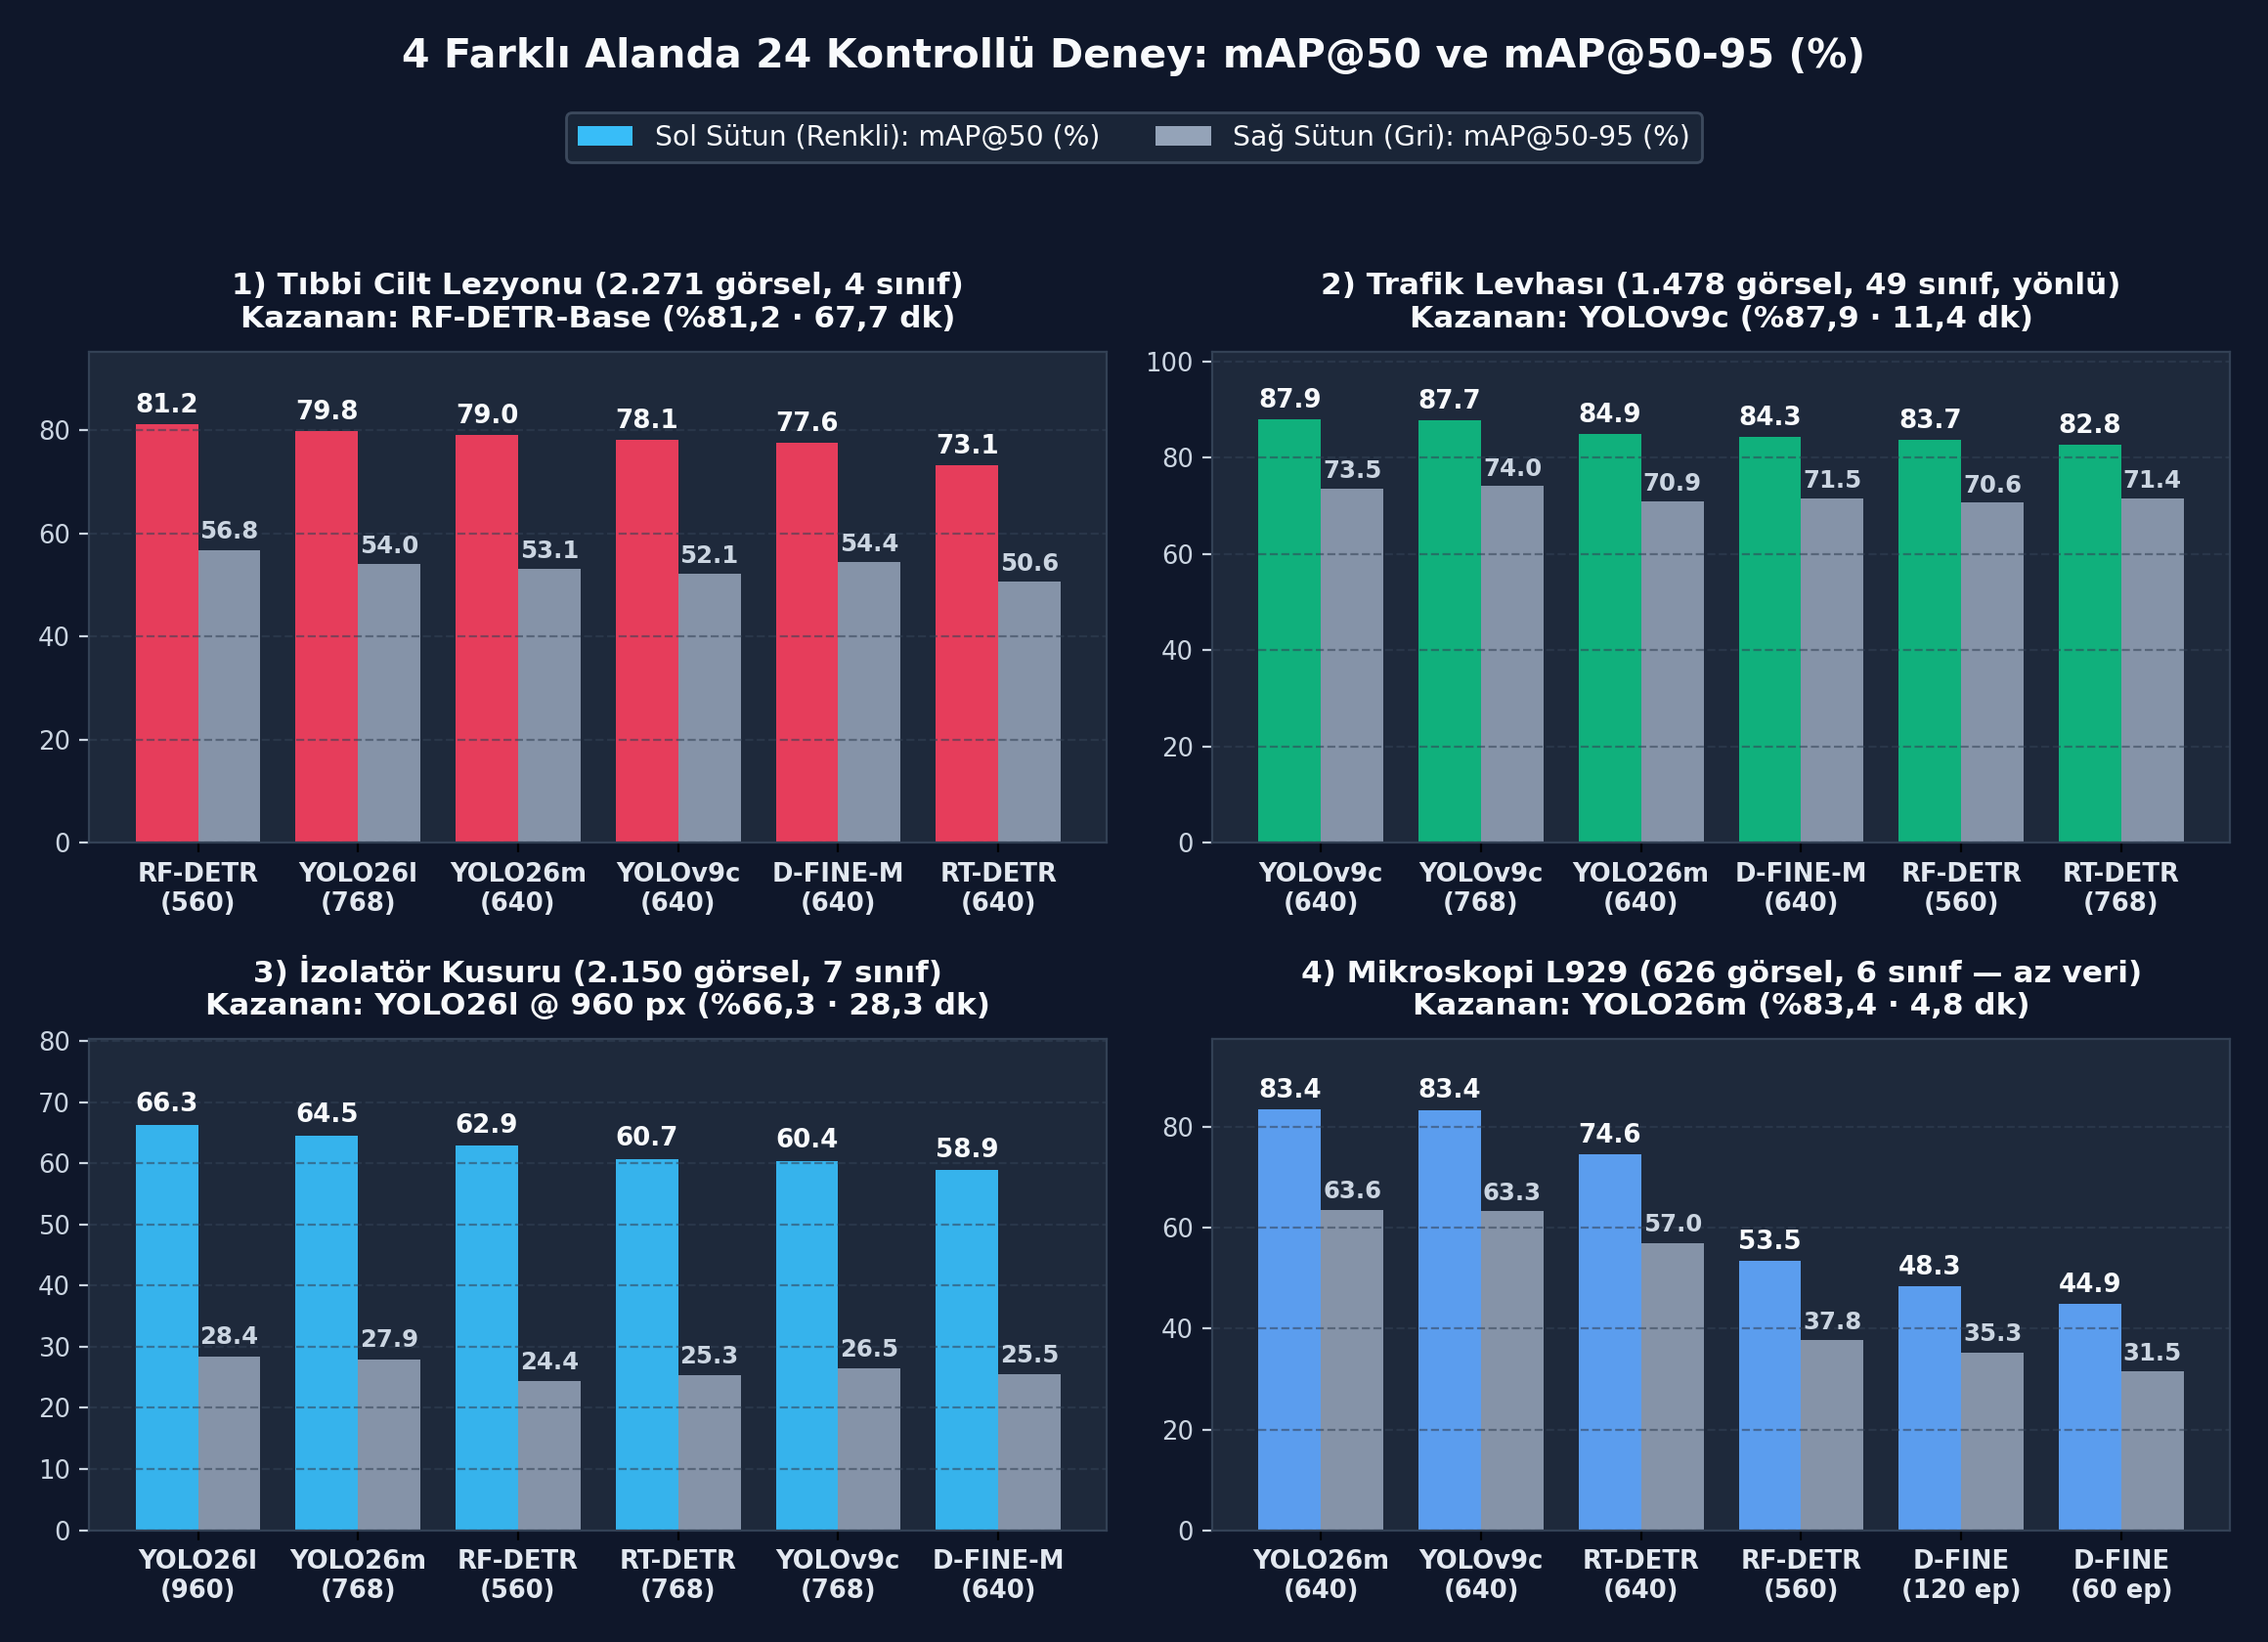 4 Farklı Alanda 24 Kontrollü Deney: mAP@50 ve mAP@50-95 (%)
Sol Sütun (Renkli): mAP@50 (%)
Sağ Sütun (Gri): mAP@50-95 (%)
1) Tıbbi Cilt Lezyonu (2.271 görsel, 4 sınıf)
Kazanan: RF-DETR-Base (%81,2 · 67,7 dk)
80
60
40
20
0
81.2
56.8
79.8
54.0
79.0
53.1
78.1
52.1
77.6
54.4
73.1
50.6
RF-DETR
(560)
YOLO26l
(768)
YOLO26m
(640)
YOLOv9c
(640)
D-FINE-M
(640)
RT-DETR
(640)
2) Trafik Levhası (1.478 görsel, 49 sınıf, yönlü)
Kazanan: YOLOv9c (%87,9 · 11,4 dk)
100
80
60
40
20
0
87.9
73.5
87.7
74.0
84.9
70.9
84.3
71.5
83.7
70.6
82.8
71.4
YOLOv9c
(640)
YOLOv9c
(768)
YOLO26m
(640)
D-FINE-M
(640)
RF-DETR
(560)
RT-DETR
(768)
3) İzolatör Kusuru (2.150 görsel, 7 sınıf)
Kazanan: YOLO26l @ 960 px (%66,3 · 28,3 dk)
80
70
60
50
40
30
20
10
0
66.3
28.4
64.5
27.9
62.9
24.4
60.7
25.3
60.4
26.5
58.9
25.5
YOLO26l
(960)
YOLO26m
(768)
RF-DETR
(560)
RT-DETR
(768)
YOLOv9c
(768)
D-FINE-M
(640)
4) Mikroskopi L929 (626 görsel, 6 sınıf — az veri)
Kazanan: YOLO26m (%83,4 · 4,8 dk)
80
60
40
20
0
83.4
63.6
83.4
63.3
74.6
57.0
53.5
37.8
48.3
35.3
44.9
31.5
YOLO26m
(640)
YOLOv9c
(640)
RT-DETR
(640)
RF-DETR
(560)
D-FINE
(120 ep)
D-FINE
(60 ep)